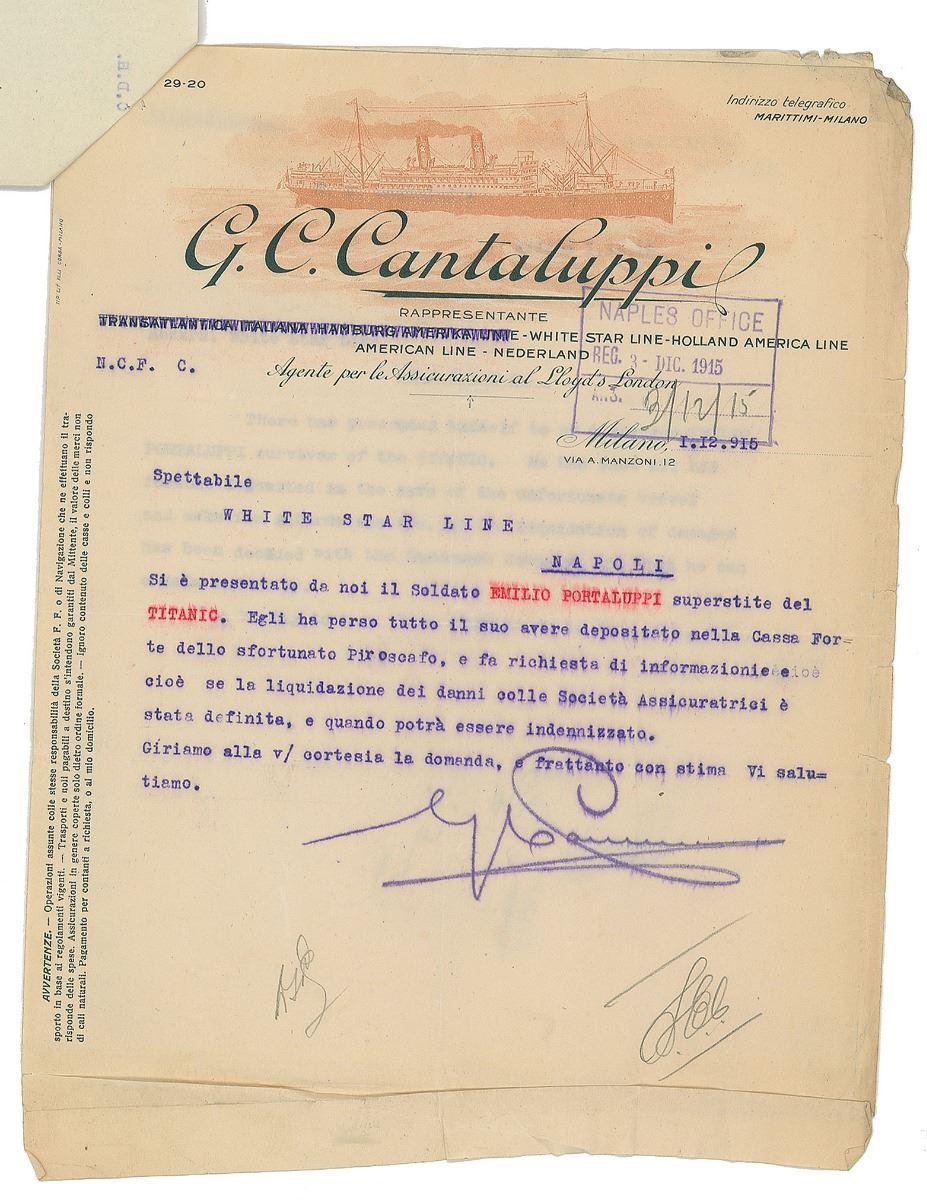 C.D.E.
29-20
Indirizzo telegrafico
MARITTIMI-MILANO
G. C. Cantaluppi
RAPPRESENTANTE
TRANSATLANTICA ITALIANA-HAMBURG AMERIKA LINIE-WHITE STAR LINE-HOLLAND AMERICA LINE
AMERICAN LINE - NEDERLAND
N.C.F. C.
Agente per le Assicurazioni al Lloyd's London
NAPLES OFFICE
REG. 3 - DIC. 1915
ANS. 3/12/15
Milano, 1.12.915
VIA A. MANZONI.12
Spettabile
WHITE STAR LINE
NAPOLI
Si è presentato da noi il Soldato EMILIO PORTALUPPI superstite del
TITANIC. Egli ha perso tutto il suo avere depositato nella Cassa For=
te dello sfortunato Piroscafo, e fa richiesta di informazionie e cioè
cioè se la liquidazione dei danni colle Società Assicuratrici è
stata definita, e quando potrà essere indennizzato.
Giriamo alla v/ cortesia la domanda, e frattanto con stima Vi salu=
tiamo.
AVVERTENZE. — Operazioni assunte colle stesse responsabilità della Società F. F. o di Navigazione che ne effettuano il tra-
sporto in base ai regolamenti vigenti. — Trasporti e noli pagabili a destino s'intendono garantiti dal Mittente, il valore delle merci non
risponde delle spese. Assicurazioni in genere coperte solo dietro ordine formale. — Ignoro contenuto delle casse e colli e non rispondo
di cali naturali. Pagamento per contanti a richiesta, o al mio domicilio.